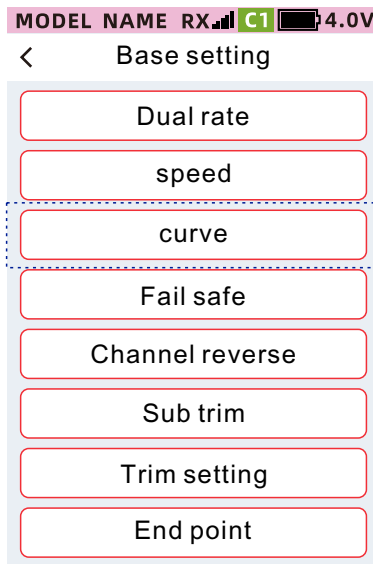 MODEL NAME RX C1 4.0V
Base setting
Dual rate
speed
curve
Fail safe
Channel reverse
Sub trim
Trim setting
End point